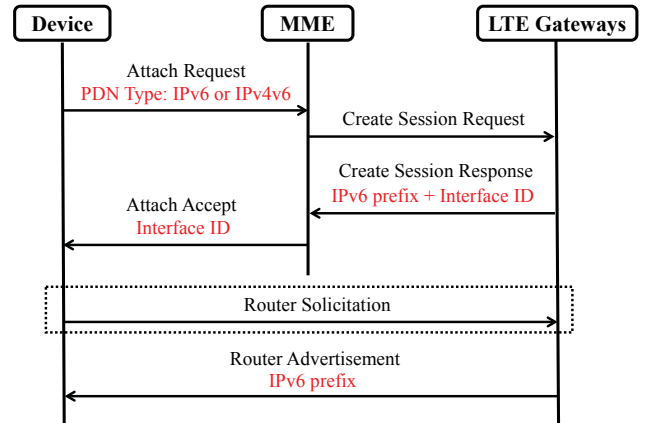 Device
MME
LTE Gateways
Attach Request
PDN Type: IPv6 or IPv4v6
Create Session Request
Create Session Response
IPv6 prefix + Interface ID
Attach Accept
Interface ID
Router Solicitation
Router Advertisement
IPv6 prefix